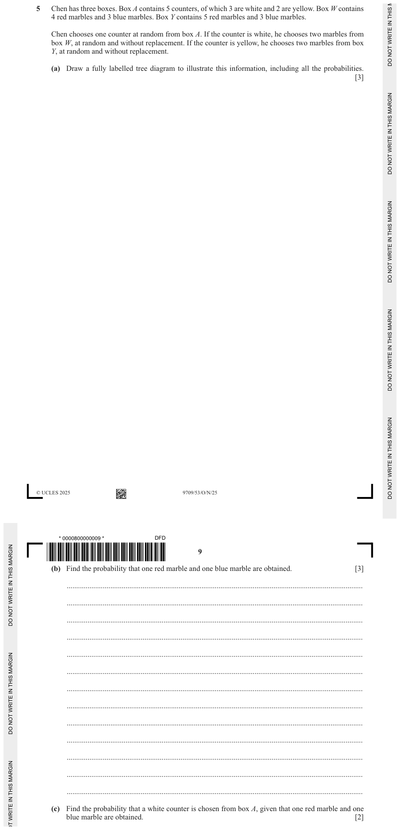 5 Chen has three boxes. Box A contains 5 counters, of which 3 are white and 2 are yellow. Box W contains
4 red marbles and 3 blue marbles. Box Y contains 5 red marbles and 3 blue marbles.
Chen chooses one counter at random from box A. If the counter is white, he chooses two marbles from
box W, at random and without replacement. If the counter is yellow, he chooses two marbles from box
Y, at random and without replacement.
(a) Draw a fully labelled tree diagram to illustrate this information, including all the probabilities.
[3]
DO NOT WRITE IN THIS M
DO NOT WRITE IN THIS MARGIN
DO NOT WRITE IN THIS MARGIN
DO NOT WRITE IN THIS MARGIN
DO NOT WRITE IN THIS MARGIN
© UCLES 2025
9709/53/O/N/25
* 0000800000009 *
DFD
9
(b) Find the probability that one red marble and one blue marble are obtained. [3]
DO NOT WRITE IN THIS MARGIN
DO NOT WRITE IN THIS MARGIN
T WRITE IN THIS MARGIN
(c) Find the probability that a white counter is chosen from box A, given that one red marble and one
blue marble are obtained. [2]